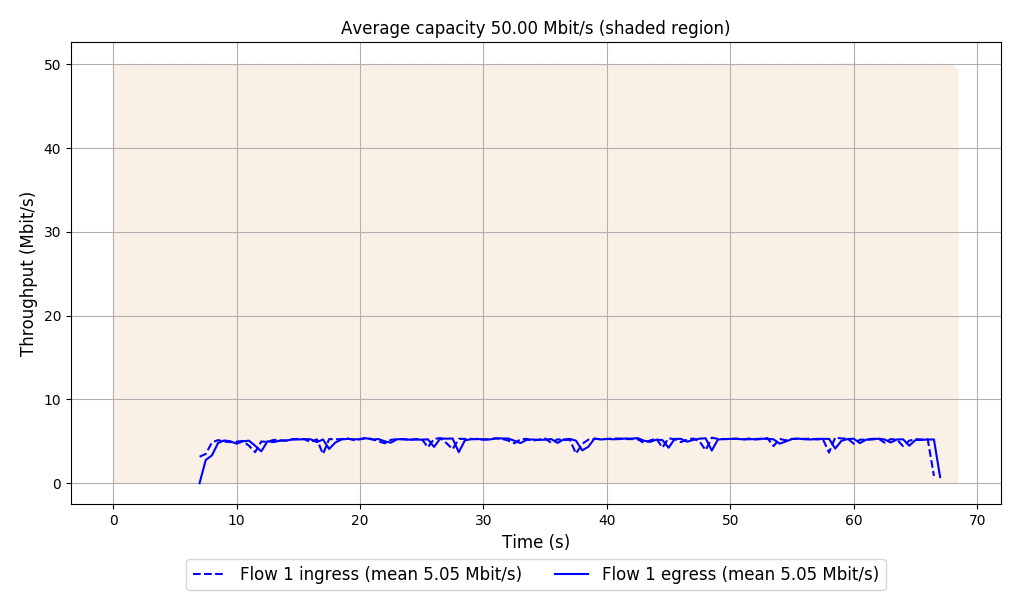 Average capacity 50.00 Mbit/s (shaded region)
50
40
30
20
10
0
Throughput (Mbit/s)
0 10 20 30 40 50 60 70
Time (s)
Flow 1 ingress (mean 5.05 Mbit/s) Flow 1 egress (mean 5.05 Mbit/s)